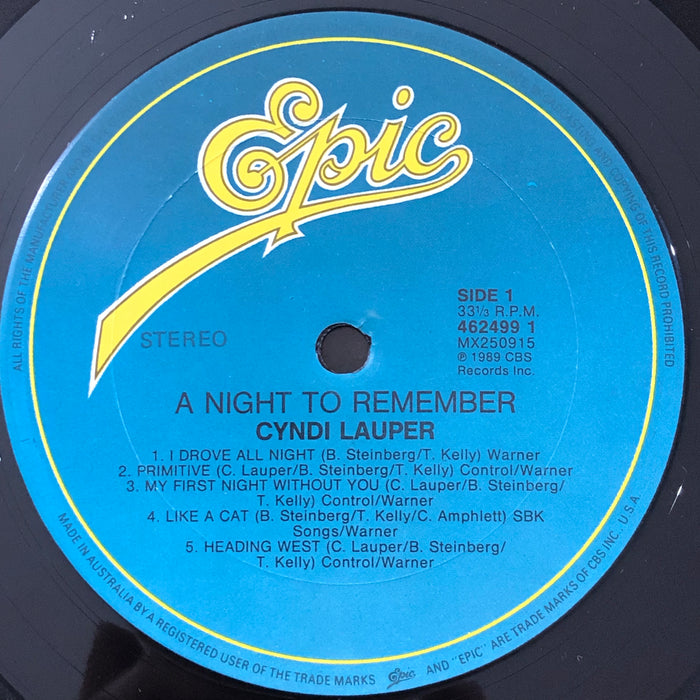 Epic
SIDE 1
33⅓ R.P.M.
462499 1
MX250915
℗ 1989 CBS
Records Inc.
STEREO
A NIGHT TO REMEMBER
CYNDI LAUPER
1. I DROVE ALL NIGHT (B. Steinberg/T. Kelly) Warner
2. PRIMITIVE (C. Lauper/B. Steinberg/T. Kelly) Control/Warner
3. MY FIRST NIGHT WITHOUT YOU (C. Lauper/B. Steinberg/
T. Kelly) Control/Warner
4. LIKE A CAT (B. Steinberg/T. Kelly/C. Amphlett) SBK
Songs/Warner
5. HEADING WEST (C. Lauper/B. Steinberg/
T. Kelly) Control/Warner
ALL RIGHTS OF THE MANUFACTURER
AND COPYING OF THIS RECORD PROHIBITED
MADE IN AUSTRALIA BY A REGISTERED USER OF THE TRADE MARKS Epic AND "EPIC" ARE TRADE MARKS OF CBS INC. U.S.A.